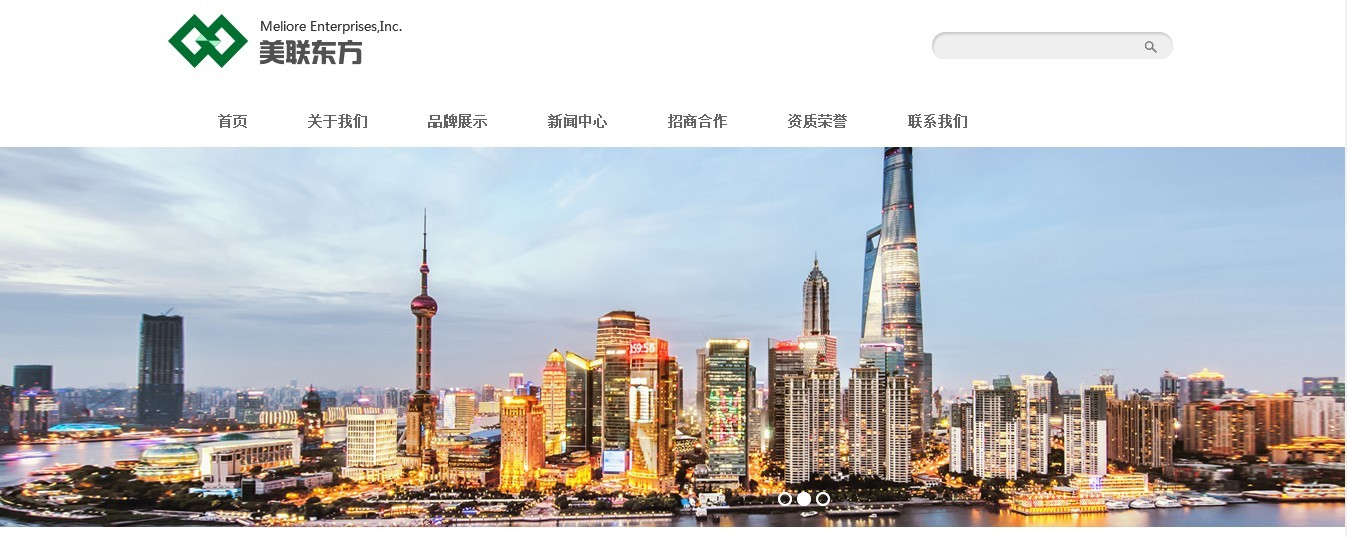 Meliore Enterprises,Inc.
美联东方
首页 关于我们 品牌展示 新闻中心 招商合作 资质荣誉 联系我们